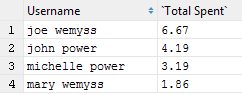 Username `Total Spent`
1 joe wemyss 6.67
2 john power 4.19
3 michelle power 3.19
4 mary wemyss 1.86